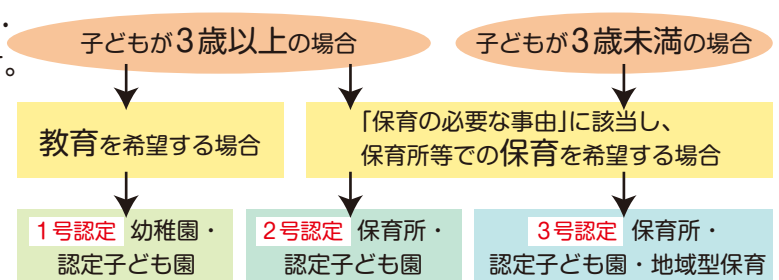 ・
。
子どもが3歳以上の場合
子どもが3歳未満の場合
教育を希望する場合
「保育の必要な事由」に該当し、
保育所等での保育を希望する場合
1号認定 幼稚園・
認定子ども園
2号認定 保育所・
認定子ども園
3号認定 保育所・
認定子ども園・地域型保育